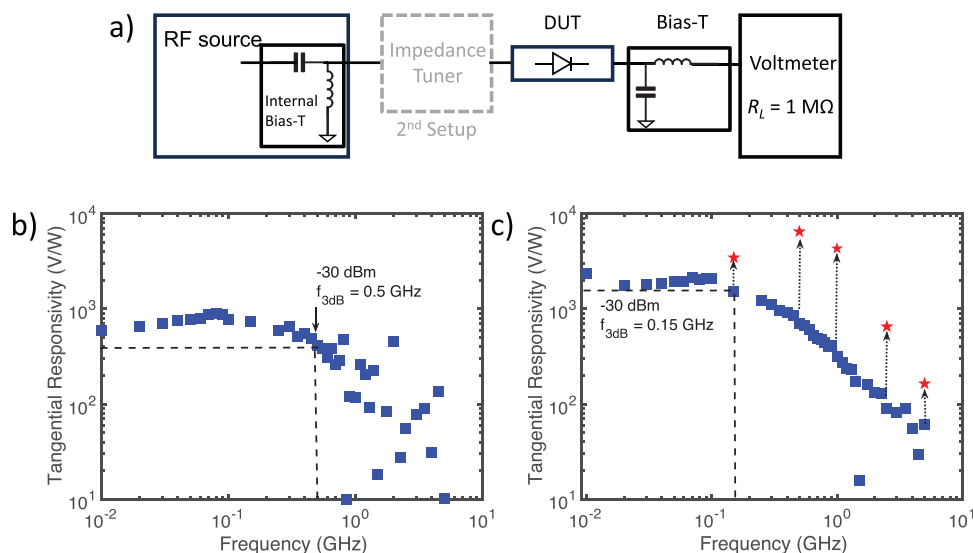 a)
RF source
Internal
Bias-T
Impedance
Tuner
2nd Setup
DUT
Bias-T
Voltmeter
RL = 1 MΩ
b)
Tangential Responsivity (V/W)
10^4
10^3
10^2
10^1
-30 dBm
f3dB = 0.5 GHz
10^-2
10^-1
10^0
10^1
Frequency (GHz)
c)
Tangential Responsivity (V/W)
10^4
10^3
10^2
10^1
-30 dBm
f3dB = 0.15 GHz
10^-2
10^-1
10^0
10^1
Frequency (GHz)